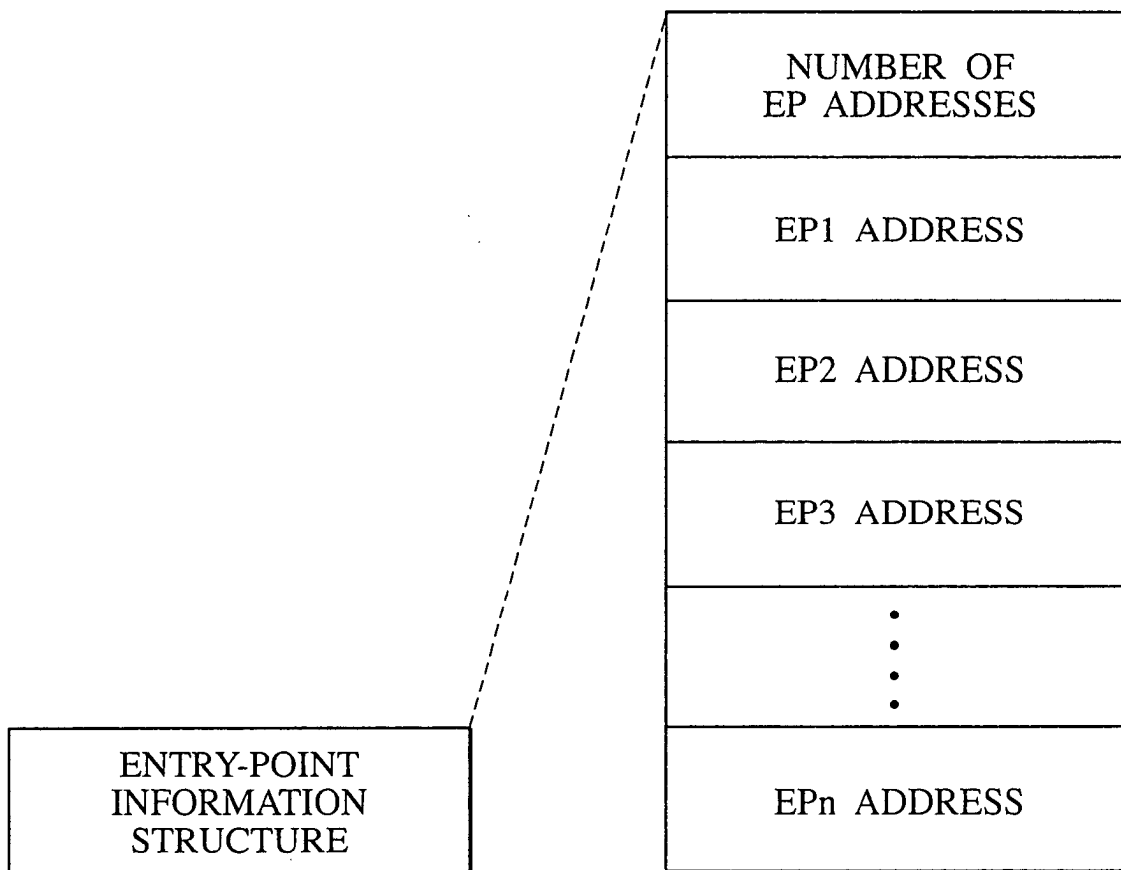 NUMBER OF
EP ADDRESSES
EP1 ADDRESS
EP2 ADDRESS
EP3 ADDRESS
EPn ADDRESS
ENTRY-POINT
INFORMATION
STRUCTURE